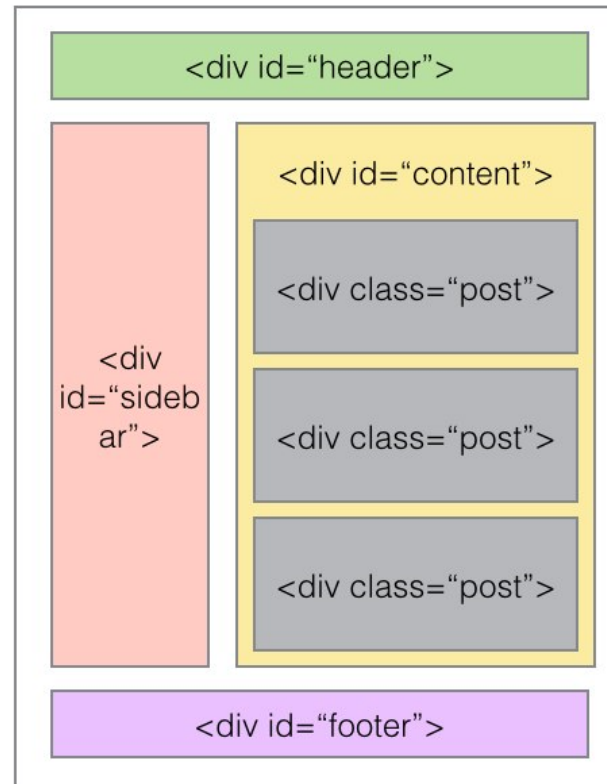 <div id=“header”>
<div
id=“sideb
ar”>
<div id=“content”>
<div class=“post”>
<div class=“post”>
<div class=“post”>
<div id=“footer”>